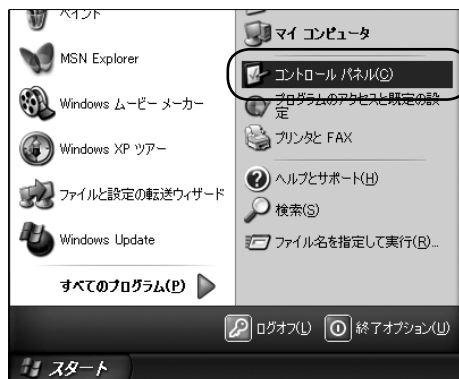 ペイント
MSN Explorer
Windows ムービー メーカー
Windows XP ツアー
ファイルと設定の転送ウィザード
Windows Update
すべてのプログラム(P)
マイ コンピュータ
コントロール パネル(C)
プログラムのアクセスと既定の設
定
プリンタと FAX
ヘルプとサポート(H)
検索(S)
ファイル名を指定して実行(R)...
ログオフ(L)
終了オプション(U)
スタート